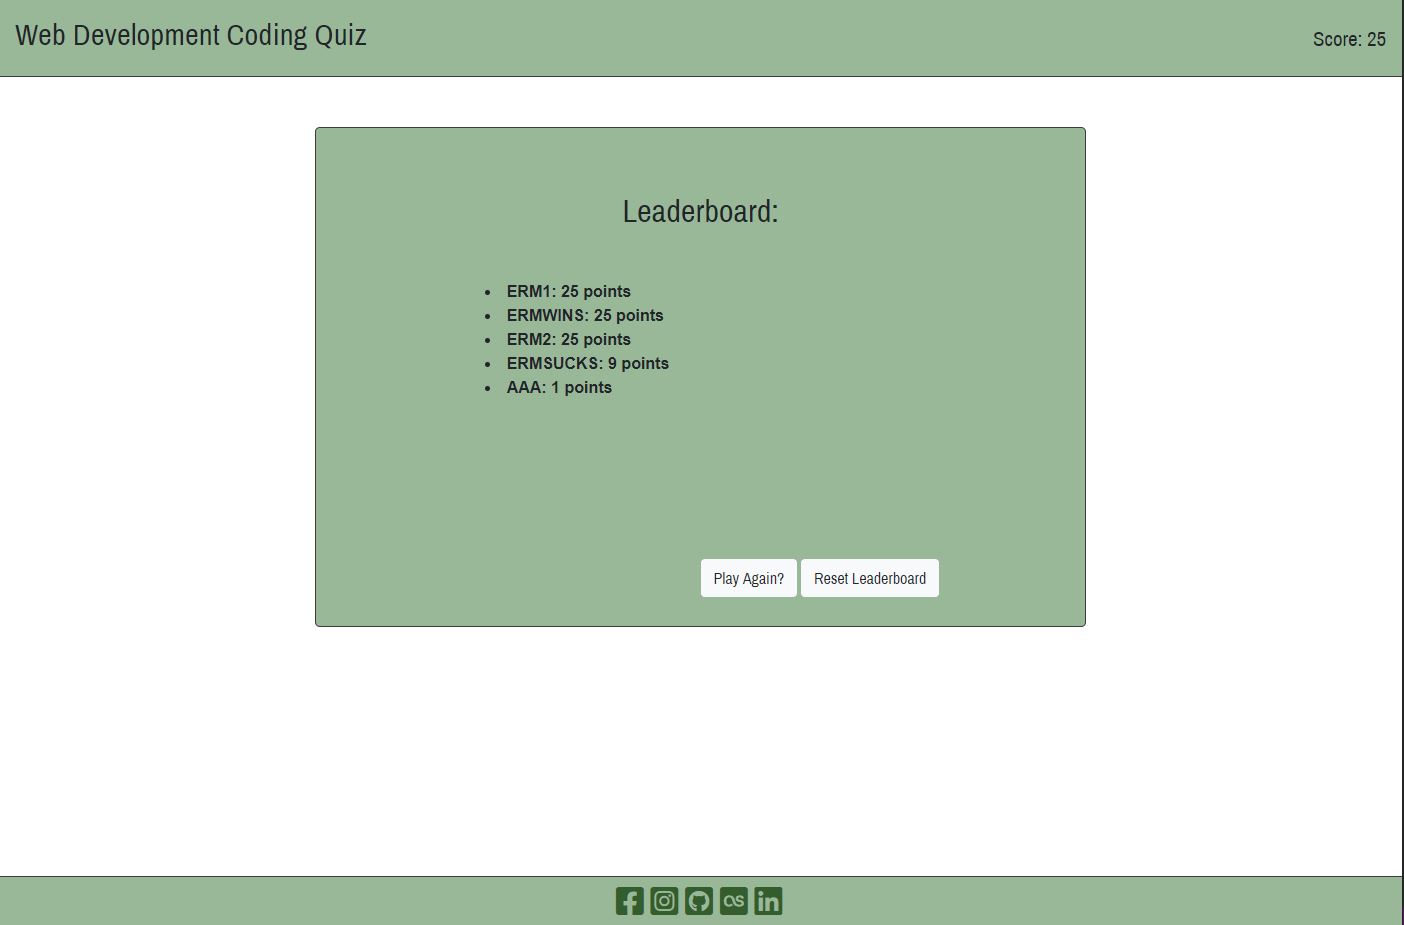 Web Development Coding Quiz
Score: 25
Leaderboard:
ERM1: 25 points
ERMWINS: 25 points
ERM2: 25 points
ERMSUCKS: 9 points
AAA: 1 points
Play Again?
Reset Leaderboard